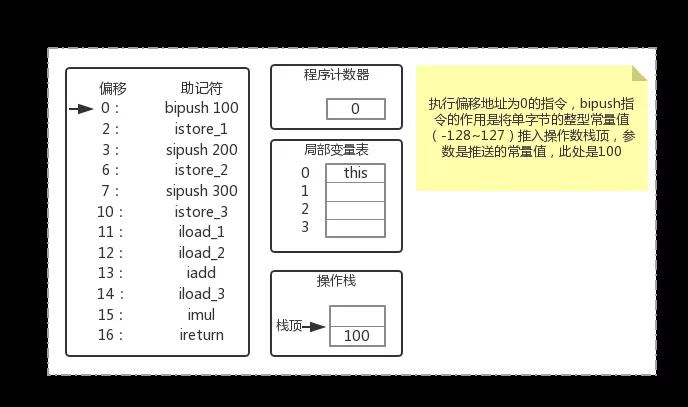 偏移 助记符
0： bipush 100
2： istore_1
3： sipush 200
6： istore_2
7： sipush 300
10： istore_3
11： iload_1
12： iload_2
13： iadd
14： iload_3
15： imul
16： ireturn
程序计数器
0
局部变量表
0 this
1
2
3
操作栈
栈顶
100
执行偏移地址为0的指令，bipush指
令的作用是将单字节的整型常量值
（-128~127）推入操作数栈顶，参
数是推送的常量值，此处是100